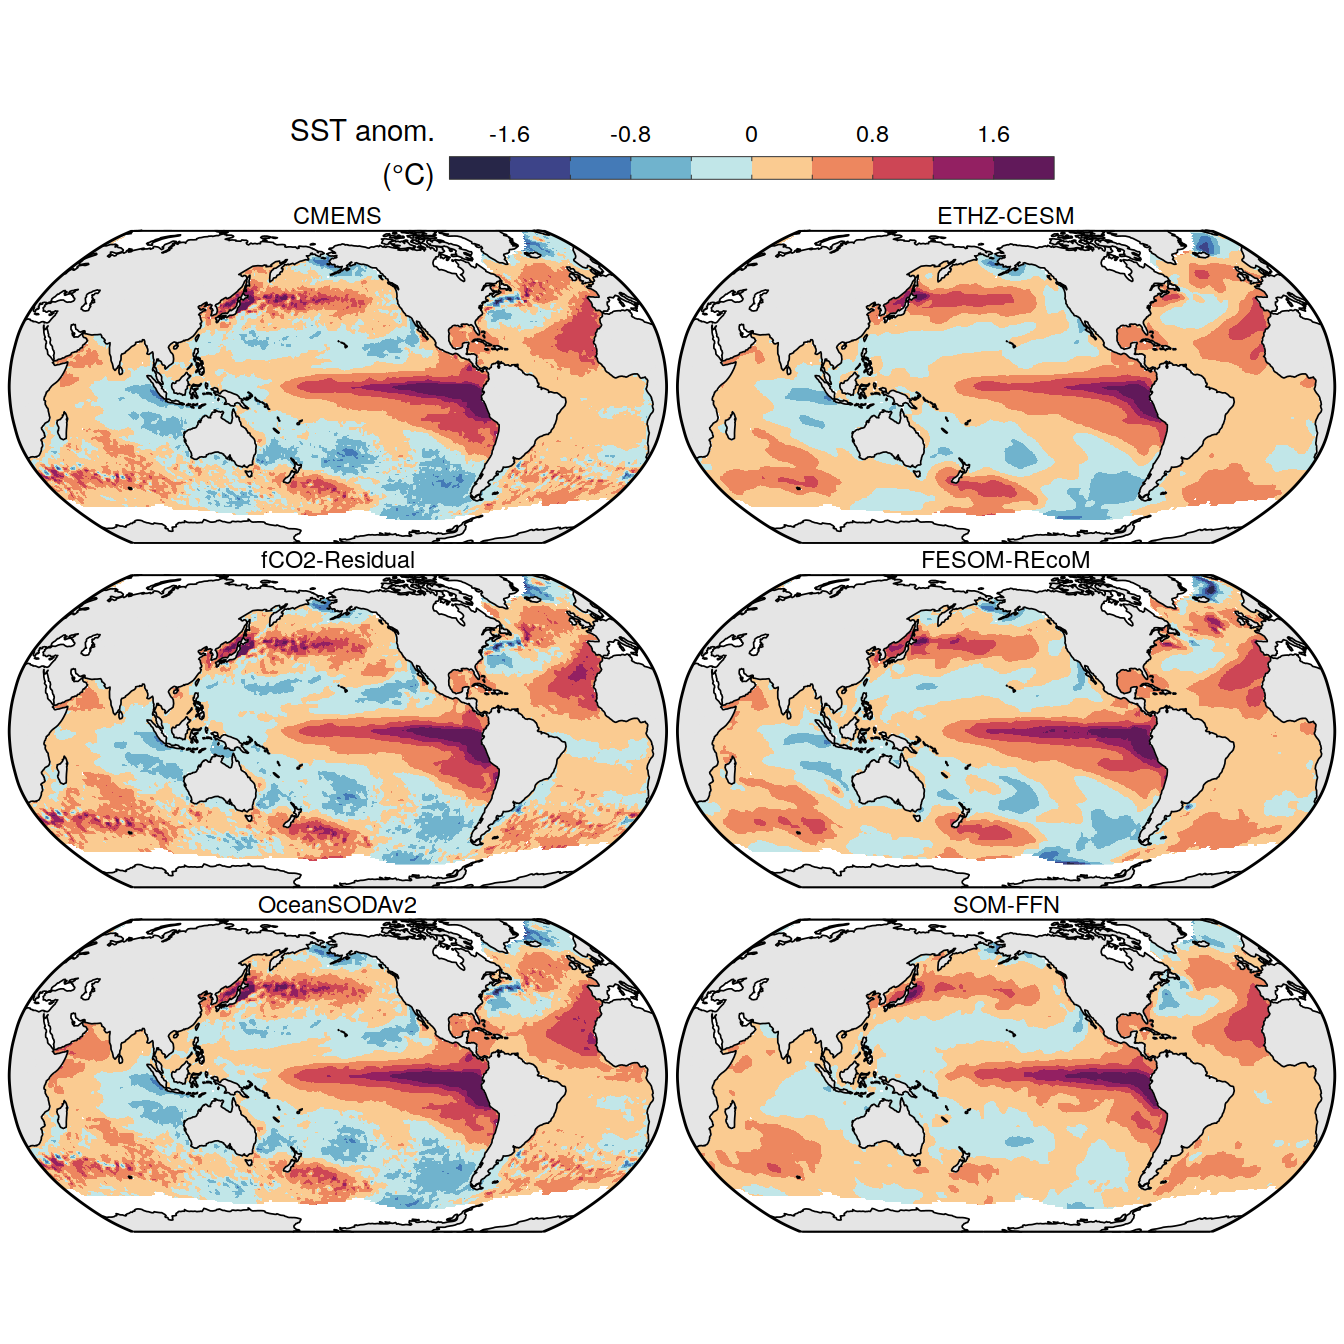 SST anom.
(°C)
-1.6 -0.8 0 0.8 1.6
CMEMS
ETHZ-CESM
fCO2-Residual
FESOM-REcoM
OceanSODAv2
SOM-FFN